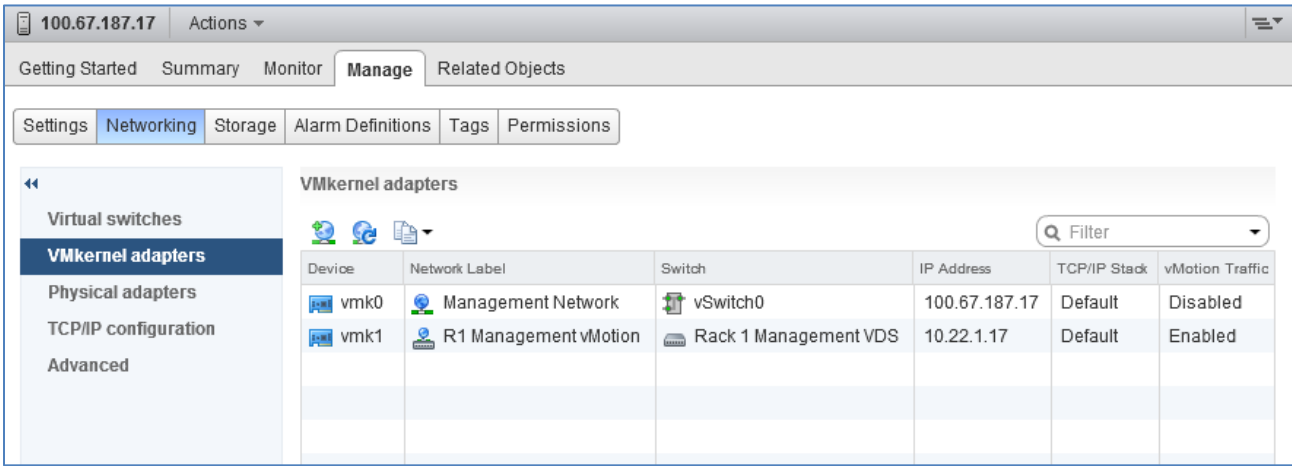 100.67.187.17 Actions
Getting Started Summary Monitor Manage Related Objects
Settings Networking Storage Alarm Definitions Tags Permissions
VMkernel adapters
Virtual switches
VMkernel adapters
Physical adapters
TCP/IP configuration
Advanced
Filter
Device Network Label Switch IP Address TCP/IP Stack vMotion Traffic
vmk0 Management Network vSwitch0 100.67.187.17 Default Disabled
vmk1 R1 Management vMotion Rack 1 Management VDS 10.22.1.17 Default Enabled